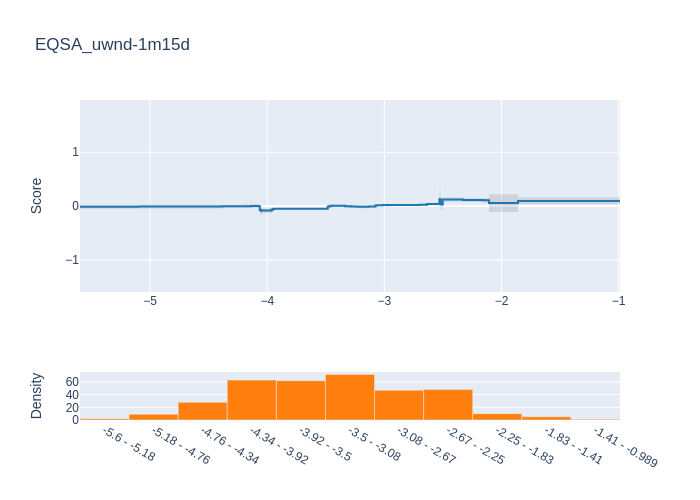 EQSA_uwnd-1m15d
Score
1
0
−1
−5
−4
−3
−2
−1
Density
60
40
20
0
-5.6 - -5.18
-5.18 - -4.76
-4.76 - -4.34
-4.34 - -3.92
-3.92 - -3.5
-3.5 - -3.08
-3.08 - -2.67
-2.67 - -2.25
-2.25 - -1.83
-1.83 - -1.41
-1.41 - -0.989